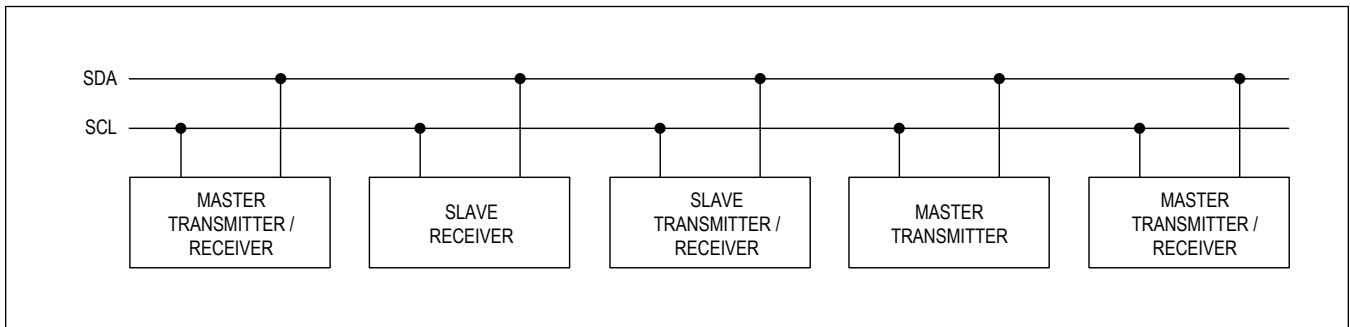 SDA
SCL
MASTER
TRANSMITTER /
RECEIVER
SLAVE
RECEIVER
SLAVE
TRANSMITTER /
RECEIVER
MASTER
TRANSMITTER
MASTER
TRANSMITTER /
RECEIVER